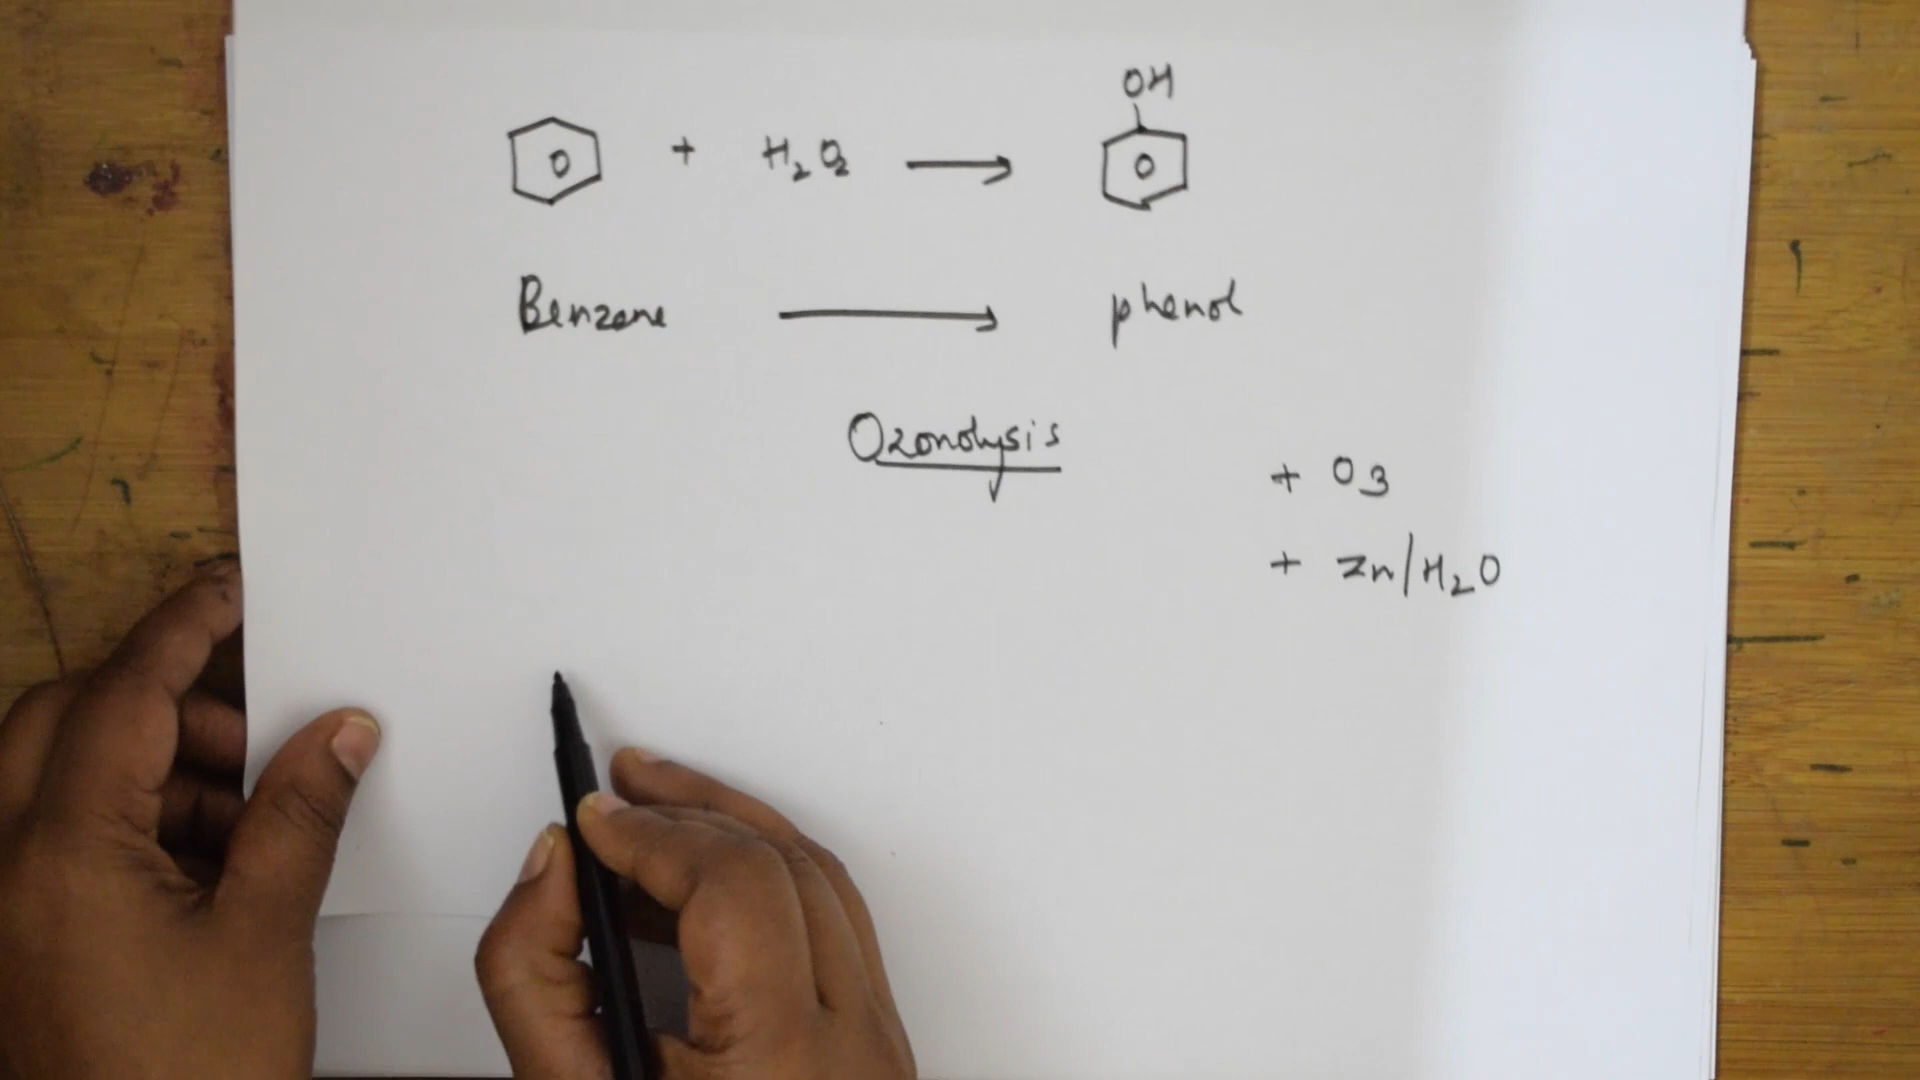 OH
+ H2O2 →
Benzene → phenol
Ozonolysis
+ O3
+ Zn/H2O